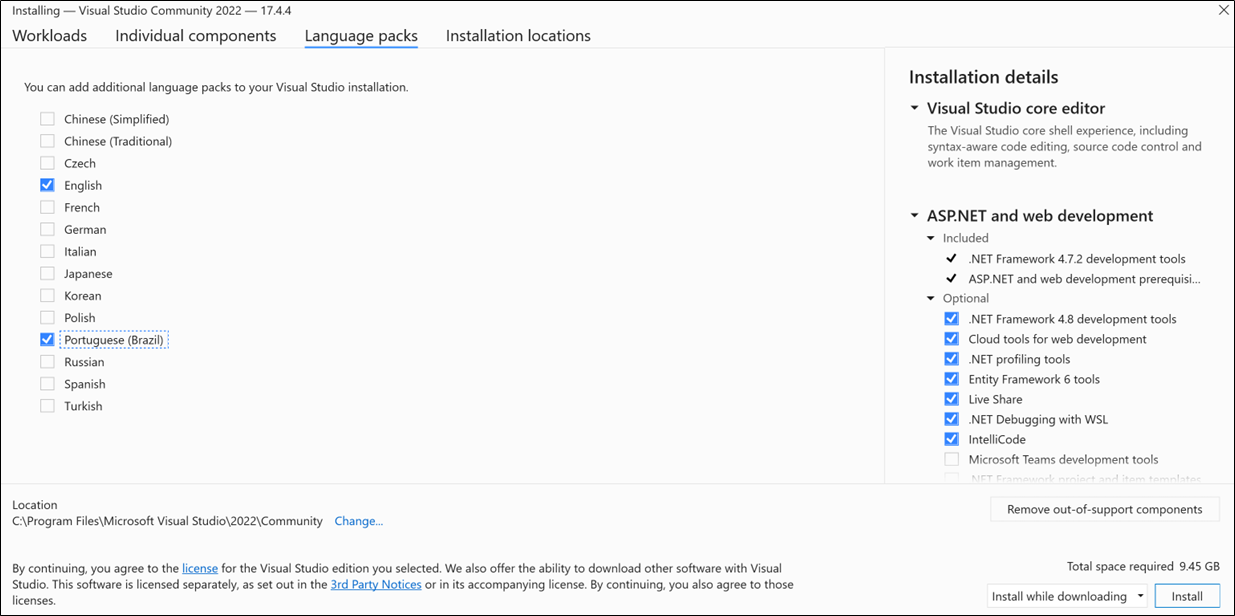 Installing — Visual Studio Community 2022 — 17.4.4
Workloads
Individual components
Language packs
Installation locations
You can add additional language packs to your Visual Studio installation.
Chinese (Simplified)
Chinese (Traditional)
Czech
English
French
German
Italian
Japanese
Korean
Polish
Portuguese (Brazil)
Russian
Spanish
Turkish
Installation details
Visual Studio core editor
The Visual Studio core shell experience, including
syntax-aware code editing, source code control and
work item management.
ASP.NET and web development
Included
.NET Framework 4.7.2 development tools
ASP.NET and web development prerequisi...
Optional
.NET Framework 4.8 development tools
Cloud tools for web development
.NET profiling tools
Entity Framework 6 tools
Live Share
.NET Debugging with WSL
IntelliCode
Microsoft Teams development tools
.NET Framework project and item templates
Location
C:\Program Files\Microsoft Visual Studio\2022\Community Change...
Remove out-of-support components
By continuing, you agree to the license for the Visual Studio edition you selected. We also offer the ability to download other software with Visual
Studio. This software is licensed separately, as set out in the 3rd Party Notices or in its accompanying license. By continuing, you also agree to those
licenses.
Total space required 9.45 GB
Install while downloading
Install